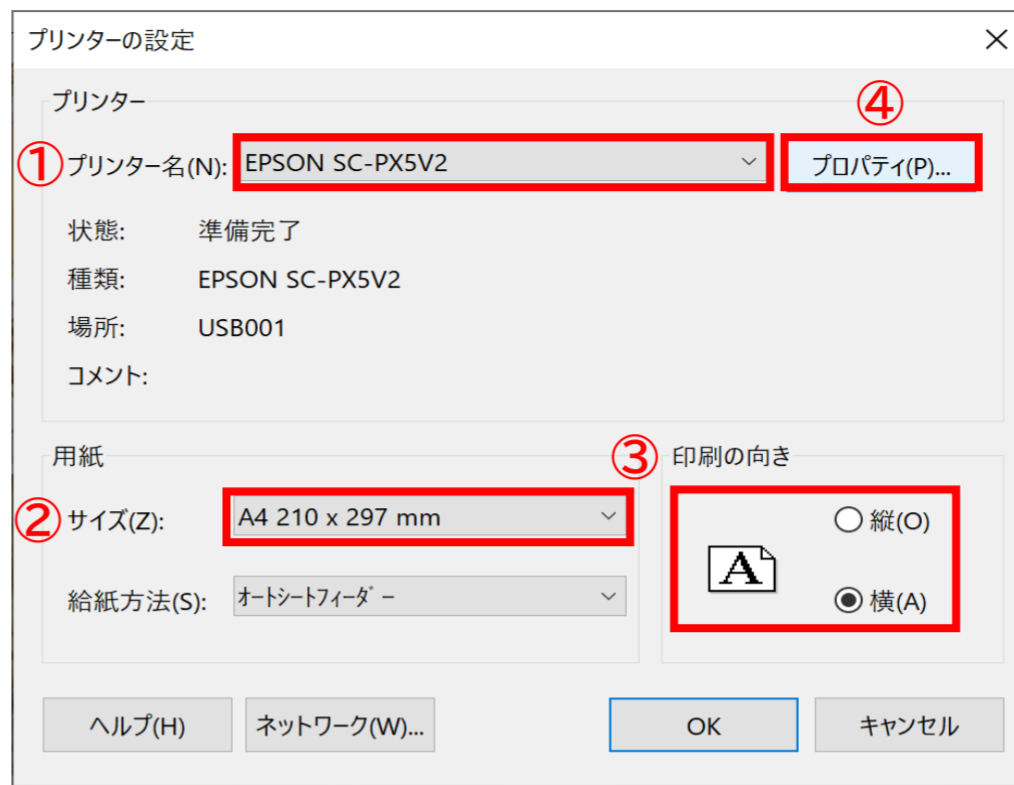 プリンターの設定
プリンター
④
①プリンター名(N): EPSON SC-PX5V2 プロパティ(P)...
状態: 準備完了
種類: EPSON SC-PX5V2
場所: USB001
コメント:
用紙
②サイズ(Z): A4 210 x 297 mm
給紙方法(S): ｵｰﾄｼｰﾄﾌｨｰﾀﾞｰ
③印刷の向き
A
縦(O)
横(A)
ヘルプ(H) ネットワーク(W)... OK キャンセル